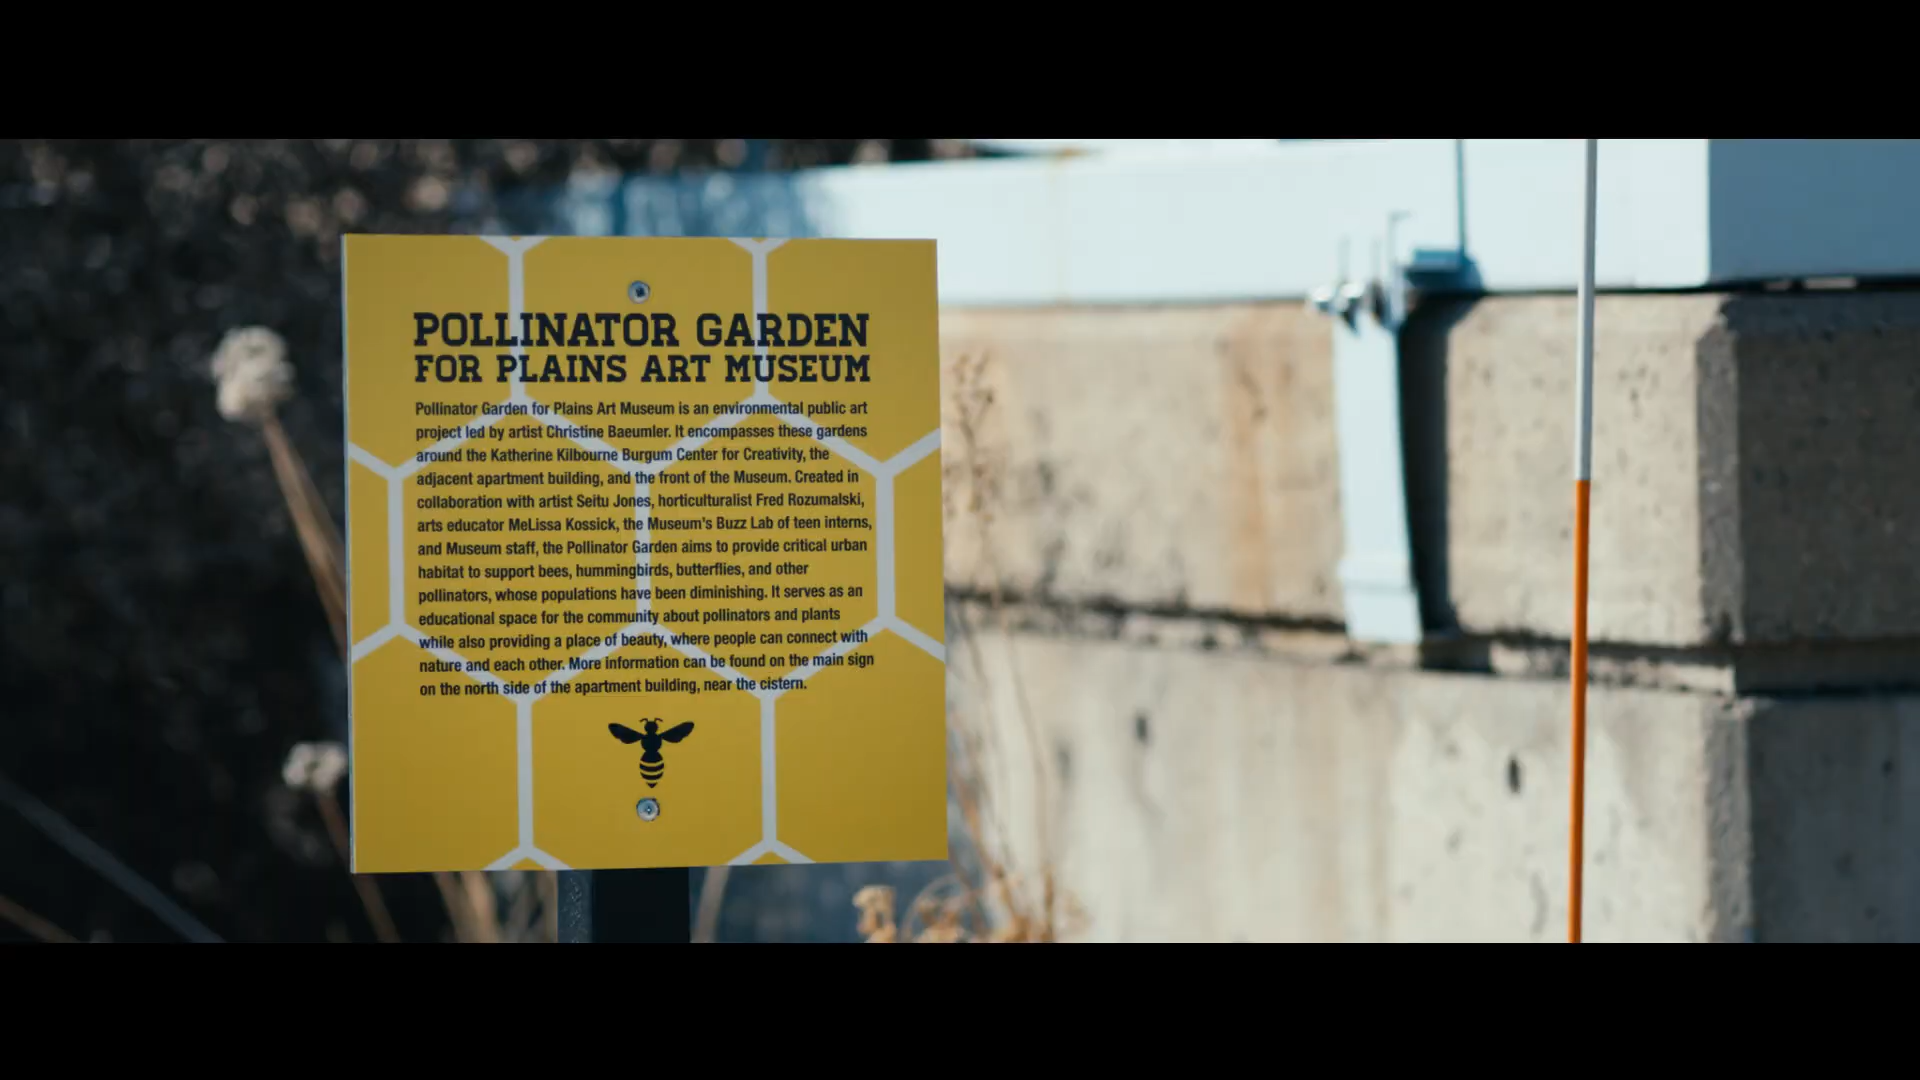 POLLINATOR GARDEN
FOR PLAINS ART MUSEUM
Pollinator Garden for Plains Art Museum is an environmental public art
project led by artist Christine Baeumler. It encompasses these gardens
around the Katherine Kilbourne Burgum Center for Creativity, the
adjacent apartment building, and the front of the Museum. Created in
collaboration with artist Seitu Jones, horticulturalist Fred Rozumalski,
arts educator MeLissa Kossick, the Museum's Buzz Lab of teen interns,
and Museum staff, the Pollinator Garden aims to provide critical urban
habitat to support bees, hummingbirds, butterflies, and other
pollinators, whose populations have been diminishing. It serves as an
educational space for the community about pollinators and plants
while also providing a place of beauty, where people can connect with
nature and each other. More information can be found on the main sign
on the north side of the apartment building, near the cistern.